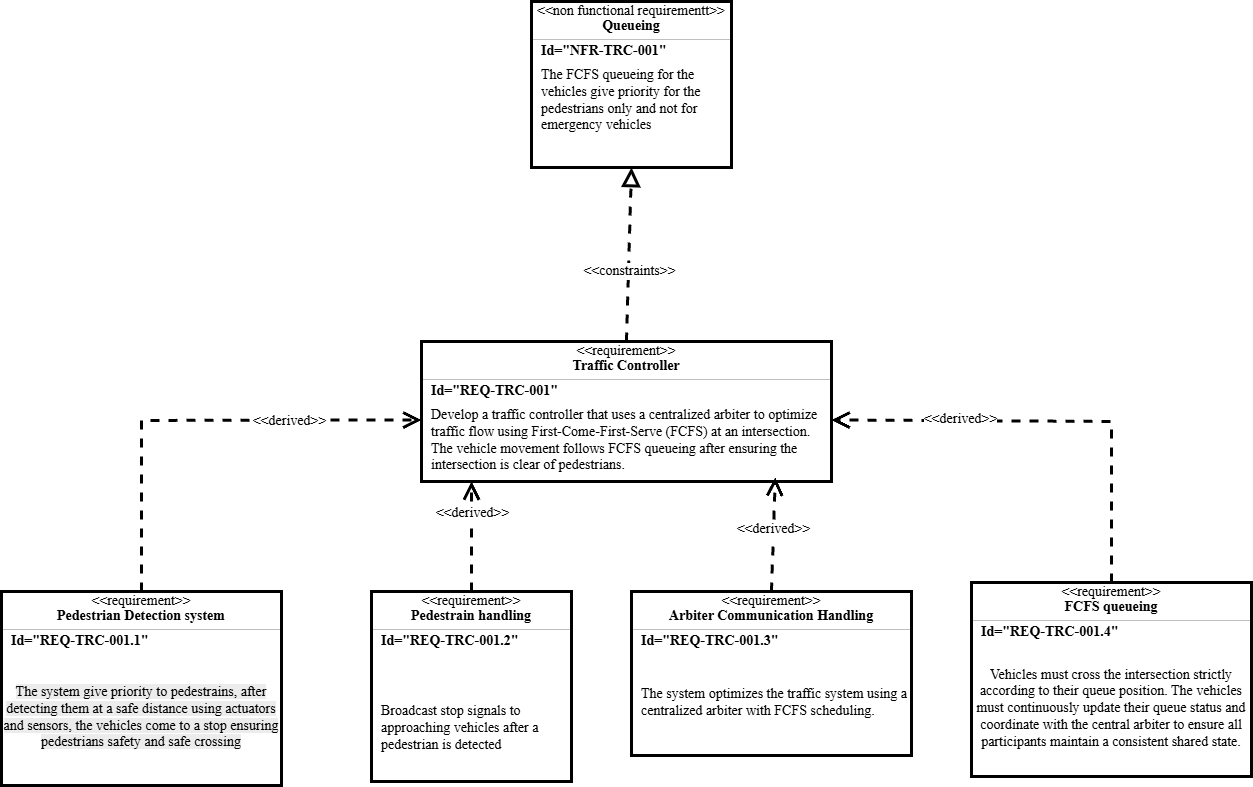 <<non functional requirementt>>
Queueing
Id="NFR-TRC-001"
The FCFS queueing for the
vehicles give priority for the
pedestrians only and not for
emergency vehicles
<<constraints>>
<<requirement>>
Traffic Controller
Id="REQ-TRC-001"
Develop a traffic controller that uses a centralized arbiter to optimize
traffic flow using First-Come-First-Serve (FCFS) at an intersection.
The vehicle movement follows FCFS queueing after ensuring the
intersection is clear of pedestrians.
<<derived>>
<<derived>>
<<derived>>
<<derived>>
<<requirement>>
Pedestrian Detection system
Id="REQ-TRC-001.1"
The system give priority to pedestrains, after
detecting them at a safe distance using actuators
and sensors, the vehicles come to a stop ensuring
pedestrians safety and safe crossing
<<requirement>>
Pedestrain handling
Id="REQ-TRC-001.2"
Broadcast stop signals to
approaching vehicles after a
pedestrian is detected
<<requirement>>
Arbiter Communication Handling
Id="REQ-TRC-001.3"
The system optimizes the traffic system using a
centralized arbiter with FCFS scheduling.
<<requirement>>
FCFS queueing
Id="REQ-TRC-001.4"
Vehicles must cross the intersection strictly
according to their queue position. The vehicles
must continuously update their queue status and
coordinate with the central arbiter to ensure all
participants maintain a consistent shared state.